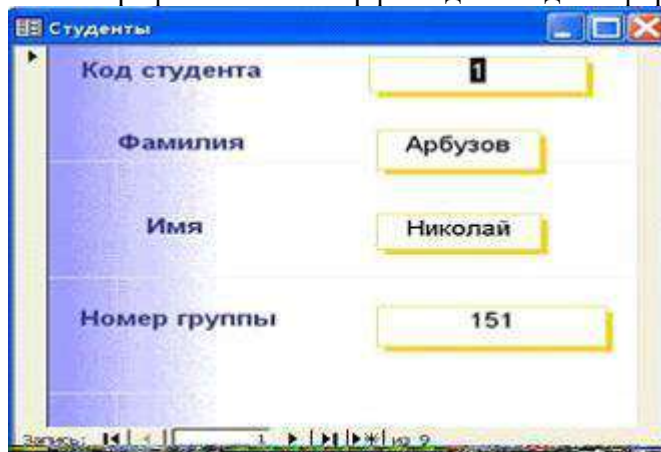 Студенты
Код студента 1
Фамилия Арбузов
Имя Николай
Номер группы 151
Запись: 1 из 9